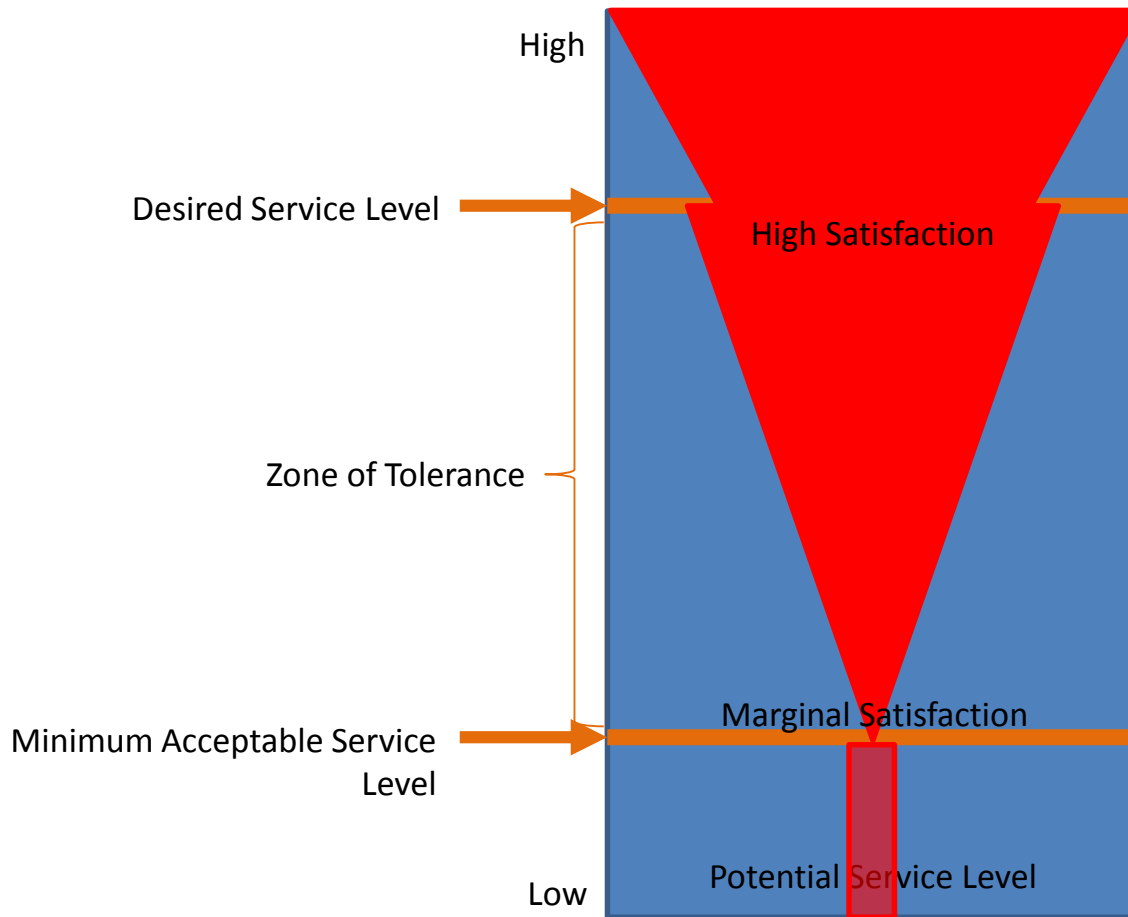 High
Desired Service Level
High Satisfaction
Zone of Tolerance
Marginal Satisfaction
Minimum Acceptable Service
Level
Potential Service Level
Low